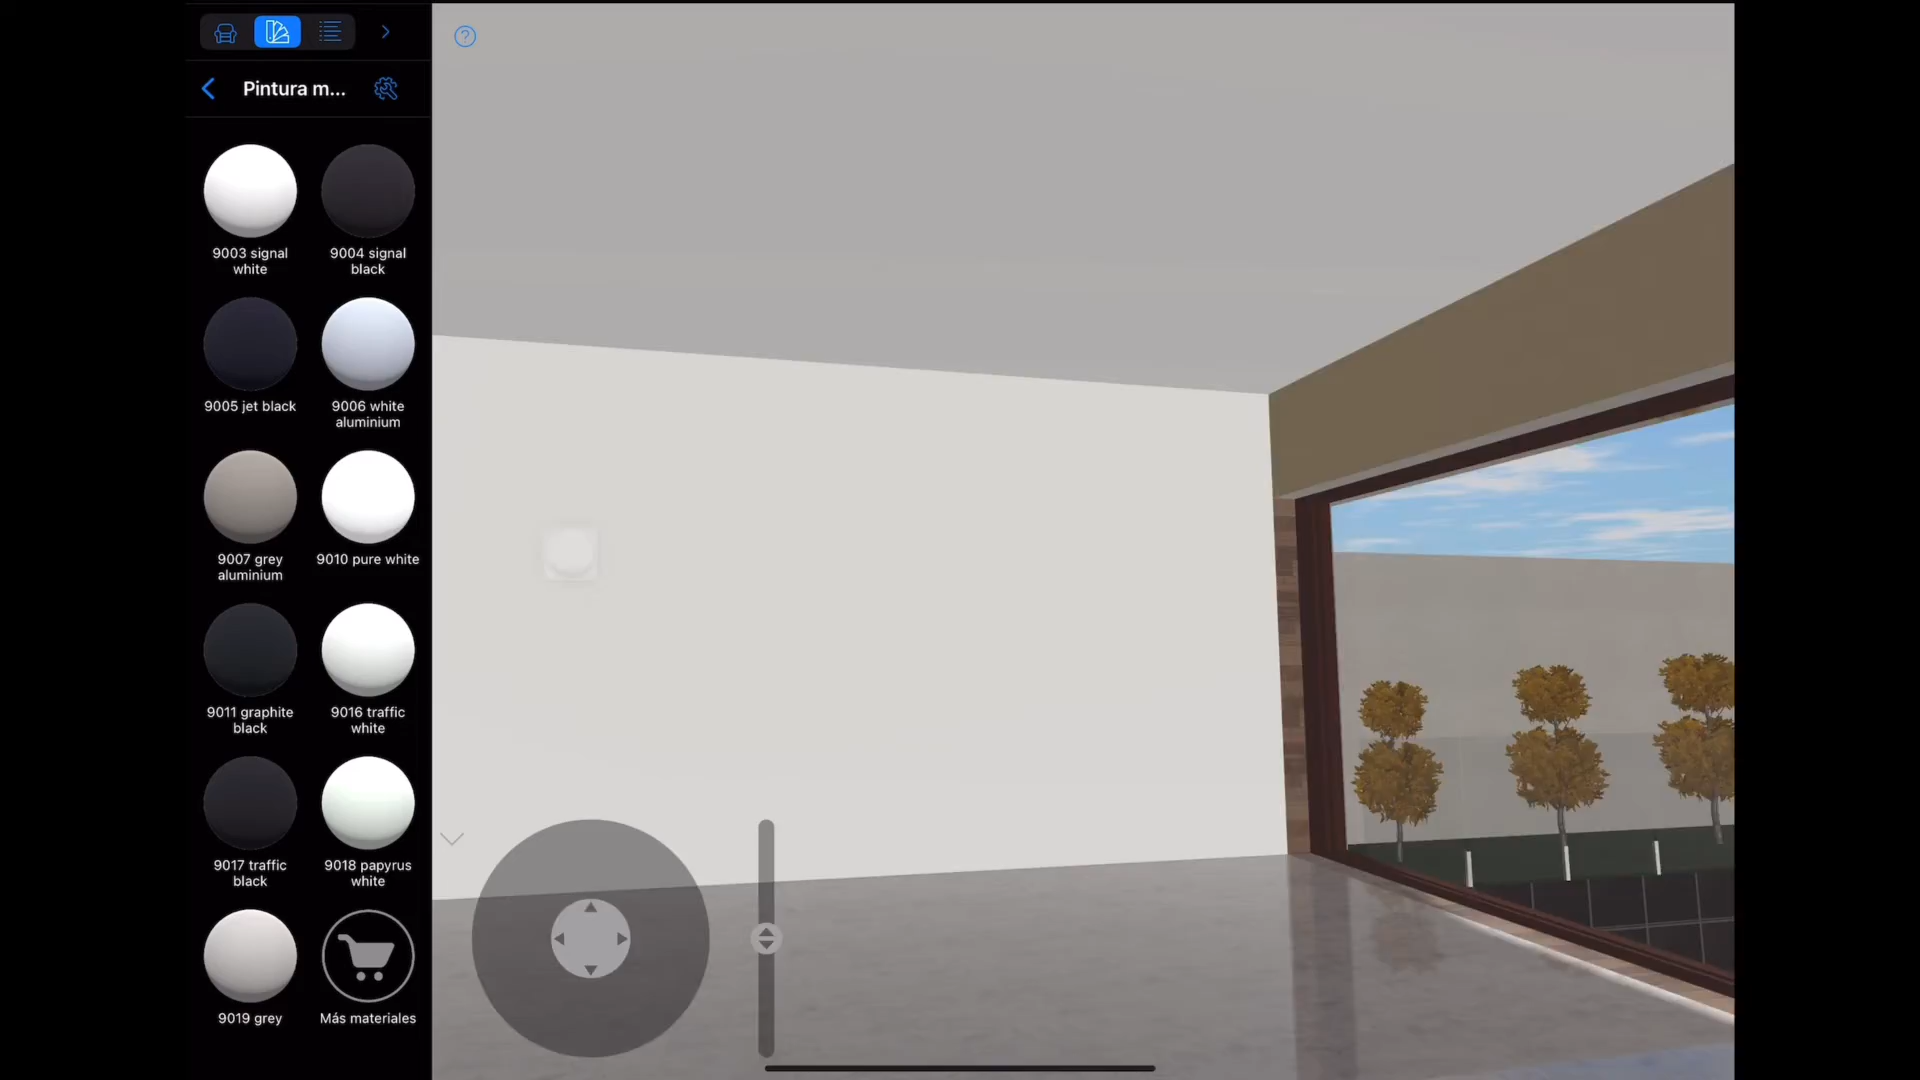 ?
Pintura m...
9003 signal
white
9004 signal
black
9005 jet black
9006 white
aluminium
9007 grey
aluminium
9010 pure white
9011 graphite
black
9016 traffic
white
9017 traffic
black
9018 papyrus
white
9019 grey
Más materiales